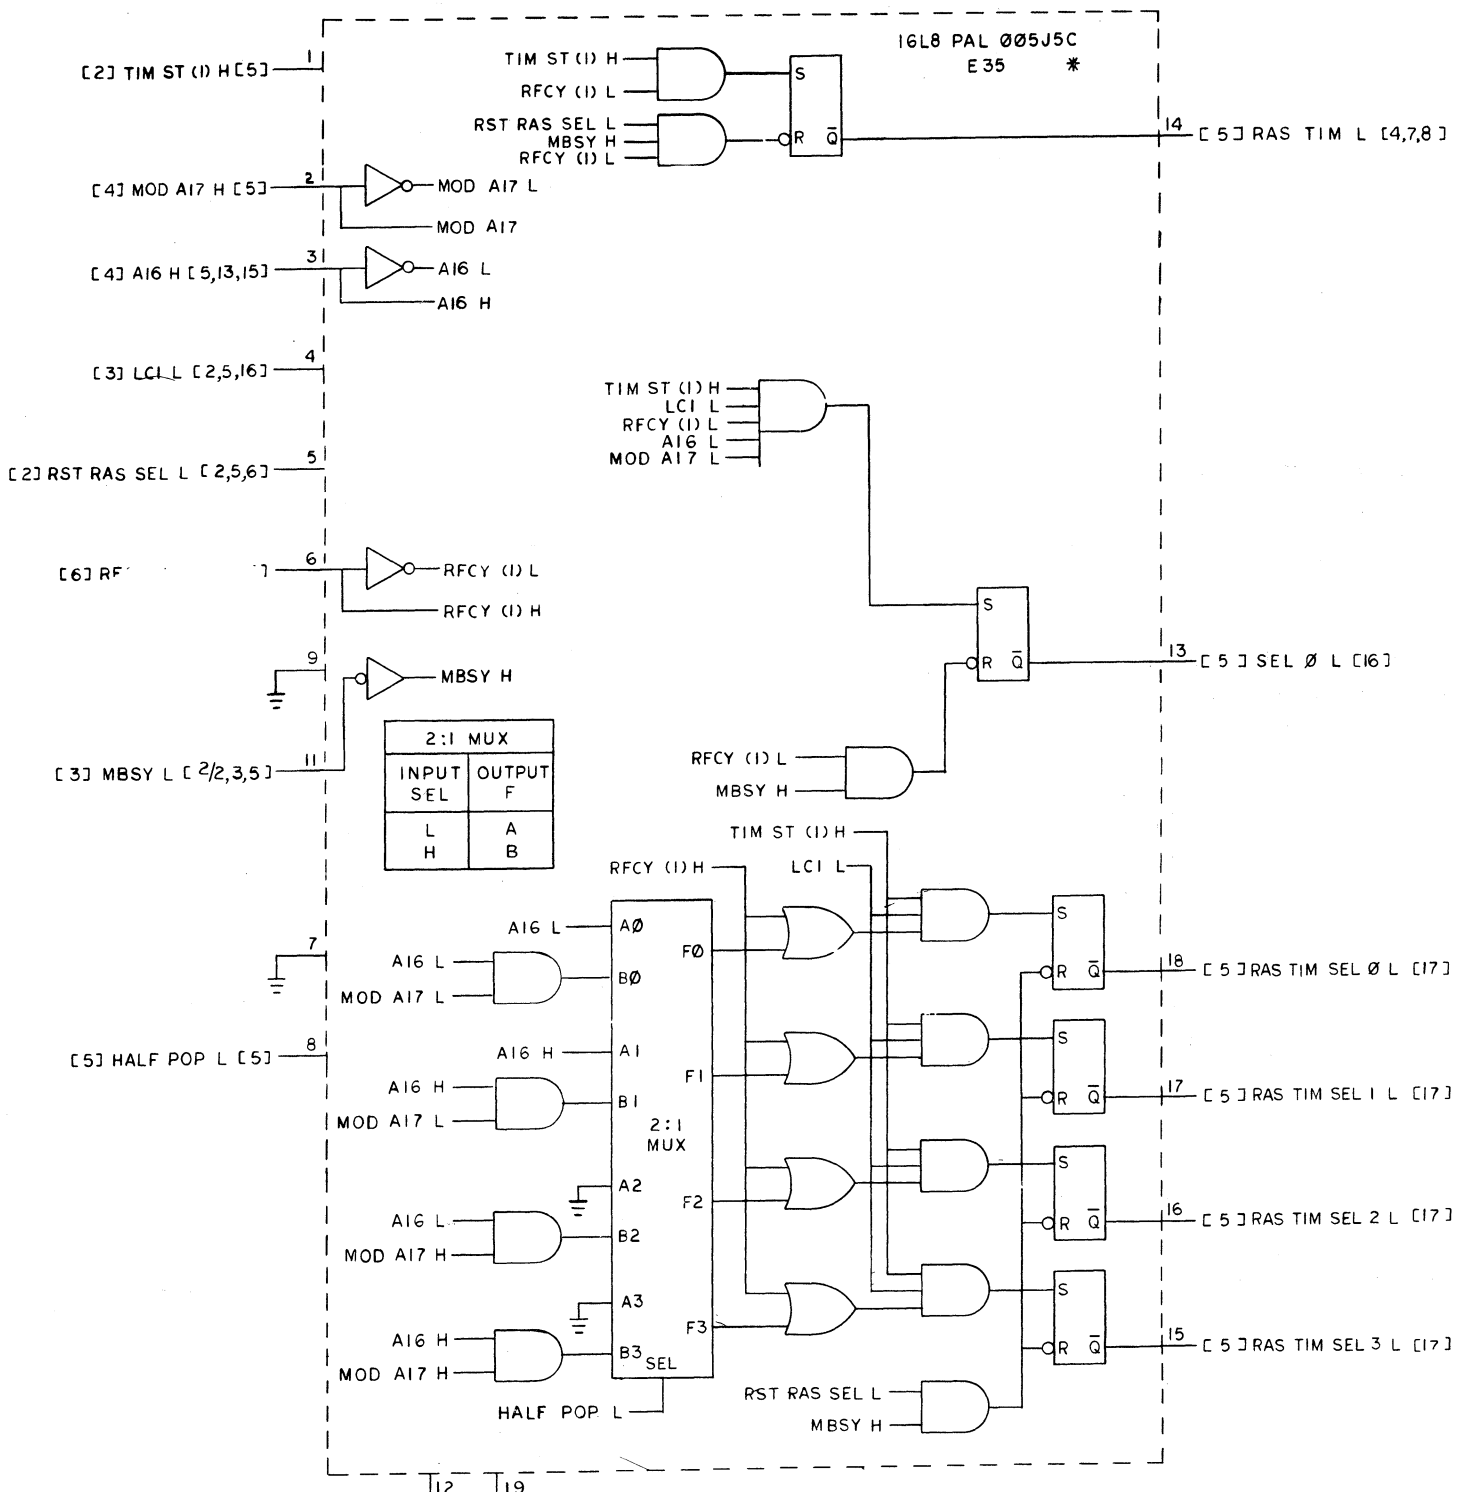 16L8 PAL 005J5C
E35 *
1
[2] TIM ST (1) H [5]
TIM ST (1) H
RFCY (1) L
S
RST RAS SEL L
MBSY H
RFCY (1) L
R Q̅
14
[5] RAS TIM L [4,7,8]
2
[4] MOD A17 H [5]
MOD A17 L
MOD A17
3
[4] A16 H [5,13,15]
A16 L
A16 H
4
[3] LC1 L [2,5,16]
TIM ST (1) H
LC1 L
RFCY (1) L
A16 L
MOD A17 L
5
[2] RST RAS SEL L [2,5,6]
6
[6]
RFCY (1) L
RFCY (1) H
S
R Q̅
13
[5] SEL Ø L [16]
9
MBSY H
11
[3] MBSY L [2/2,3,5]
2:1 MUX
INPUT SEL
OUTPUT F
L A
H B
RFCY (1) L
MBSY H
TIM ST (1) H
RFCY (1) H
LC1 L
7
A16 L
AØ
FØ
A16 L
MOD A17 L
BØ
S
R Q̅
18
[5] RAS TIM SEL Ø L [17]
8
[5] HALF POP L [5]
A16 H
A1
F1
A16 H
MOD A17 L
B1
2:1
MUX
S
R Q̅
17
[5] RAS TIM SEL 1 L [17]
A2
F2
A16 L
MOD A17 H
B2
S
R Q̅
16
[5] RAS TIM SEL 2 L [17]
A3
F3
A16 H
MOD A17 H
B3
SEL
S
R Q̅
15
[5] RAS TIM SEL 3 L [17]
HALF POP L
RST RAS SEL L
MBSY H
12
19